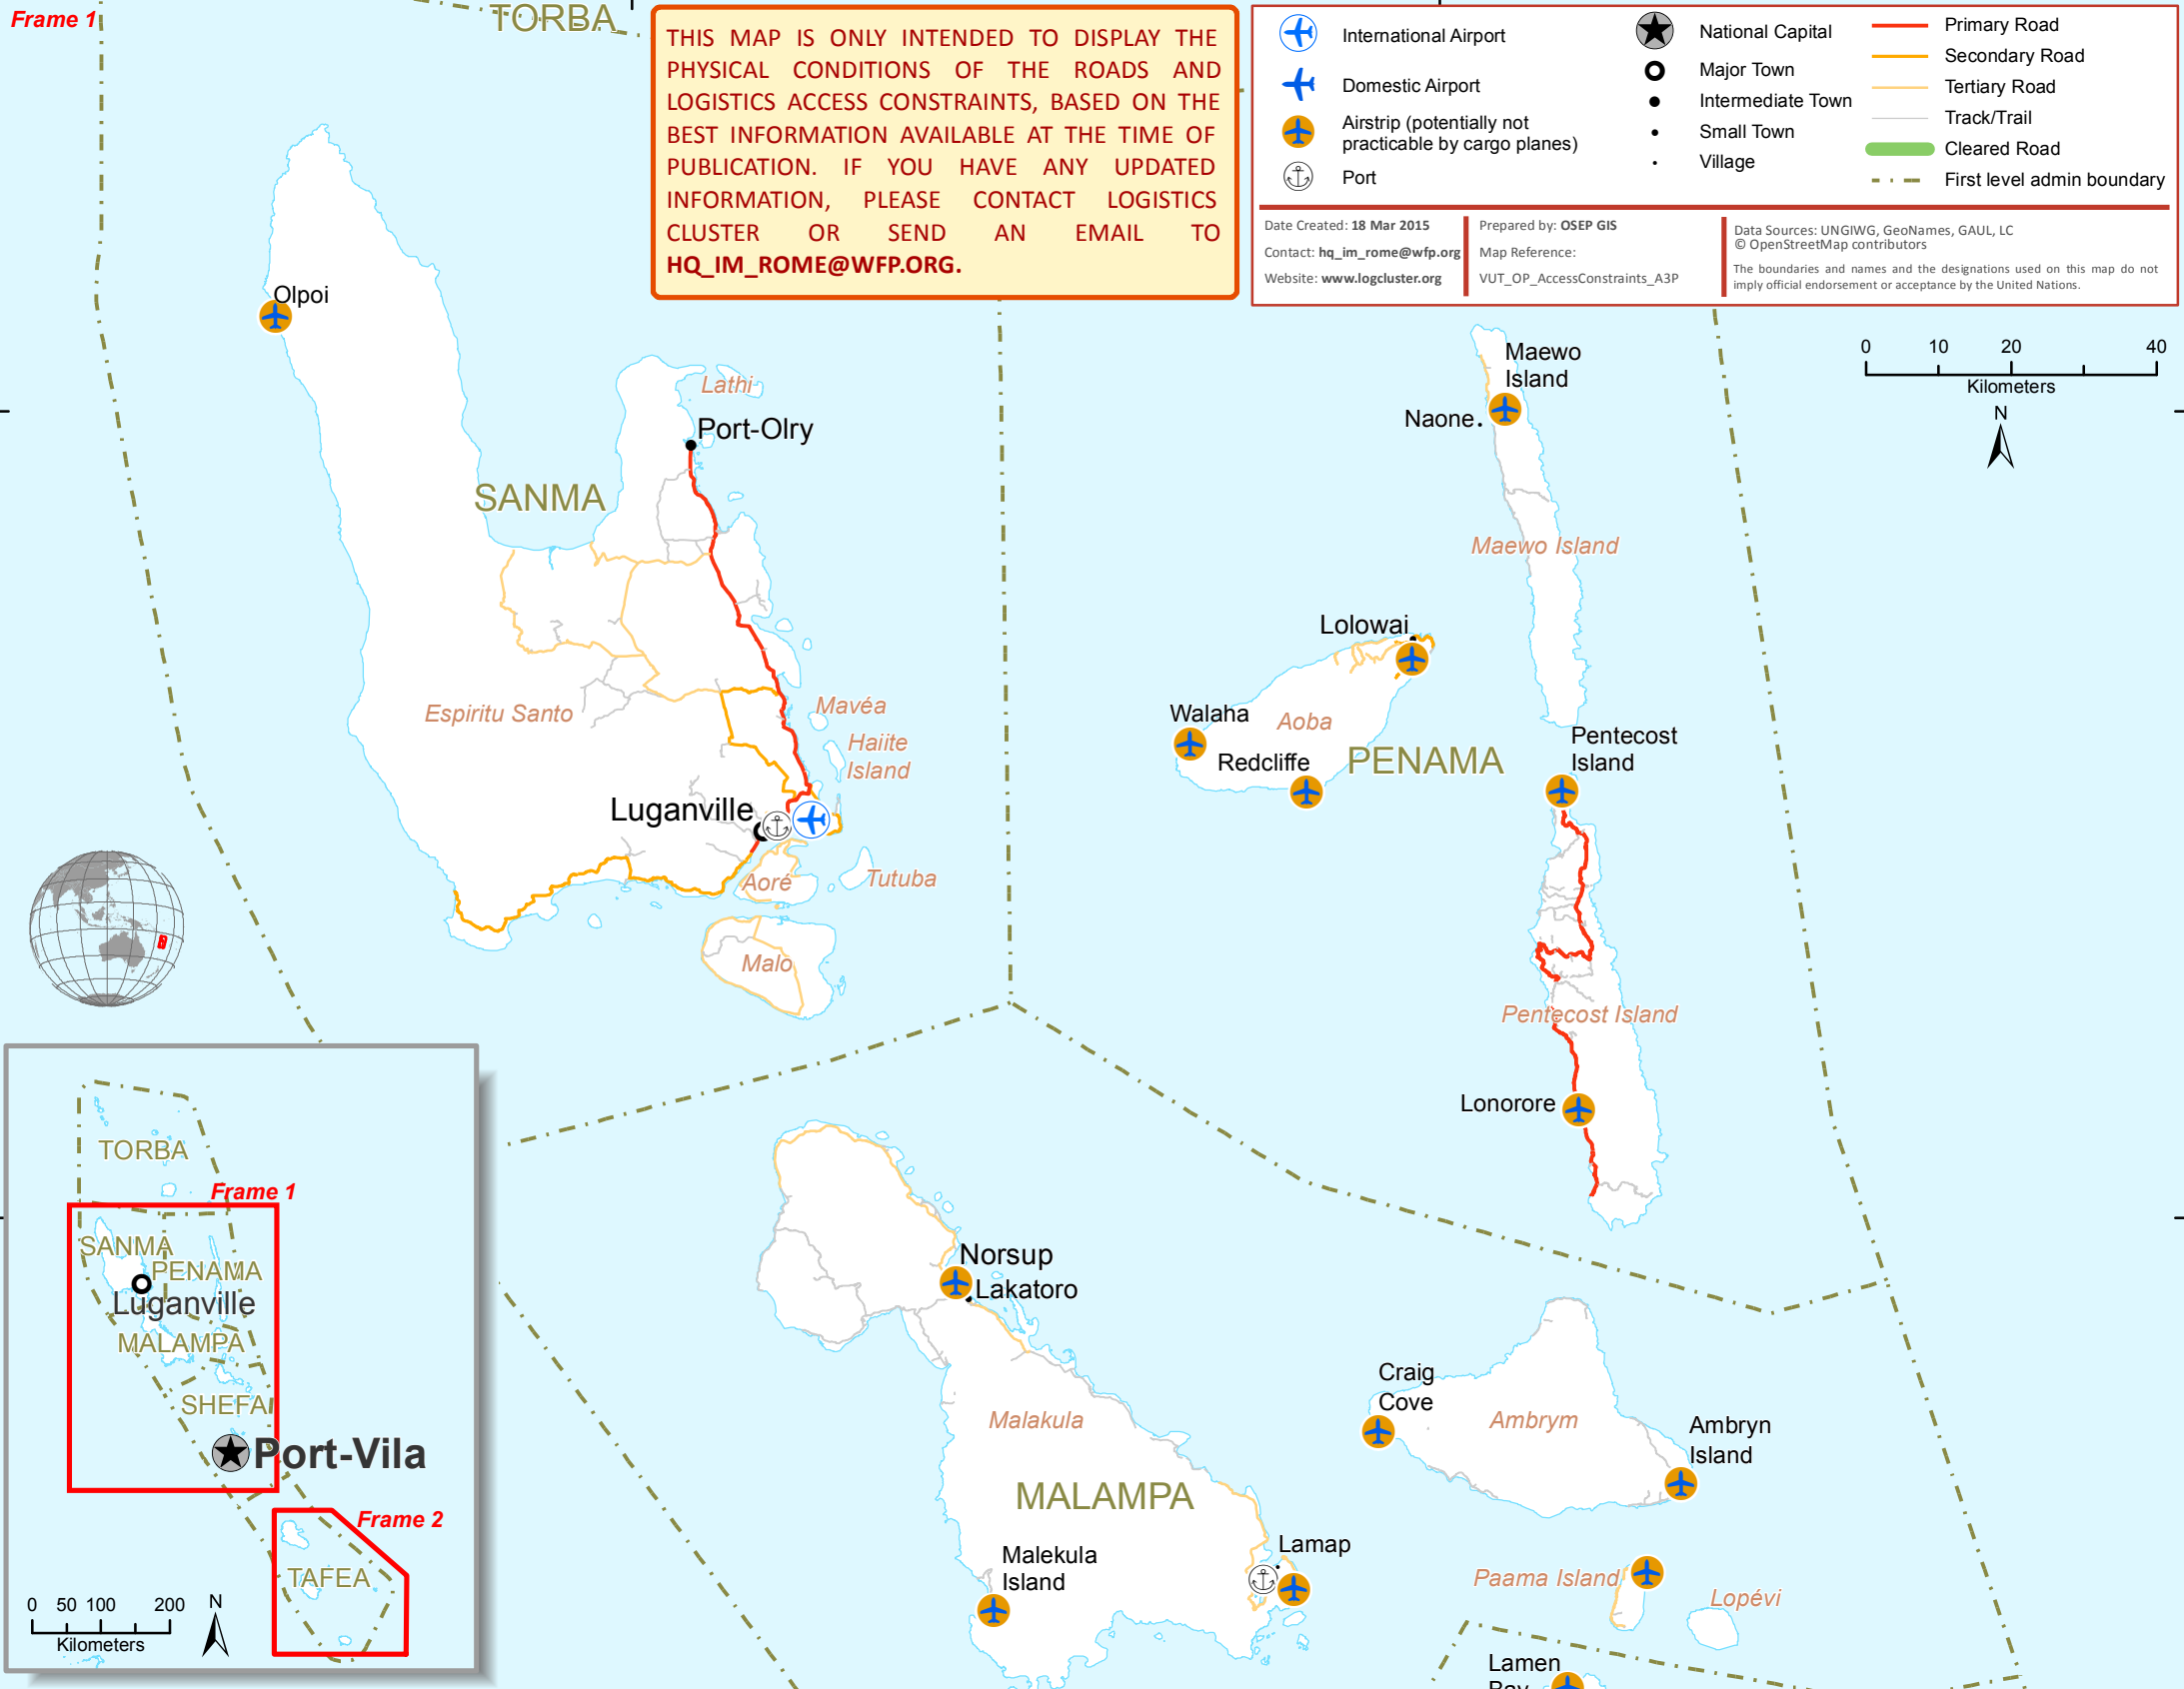 Frame 1
TORBA
THIS MAP IS ONLY INTENDED TO DISPLAY THE
PHYSICAL CONDITIONS OF THE ROADS AND
LOGISTICS ACCESS CONSTRAINTS, BASED ON THE
BEST INFORMATION AVAILABLE AT THE TIME OF
PUBLICATION. IF YOU HAVE ANY UPDATED
INFORMATION, PLEASE CONTACT LOGISTICS
CLUSTER OR SEND AN EMAIL TO
HQ_IM_ROME@WFP.ORG.
International Airport
Domestic Airport
Airstrip (potentially not
practicable by cargo planes)
Port
National Capital
Major Town
Intermediate Town
Small Town
Village
Primary Road
Secondary Road
Tertiary Road
Track/Trail
Cleared Road
First level admin boundary
Date Created: 18 Mar 2015
Contact: hq_im_rome@wfp.org
Website: www.logcluster.org
Prepared by: OSEP GIS
Map Reference:
VUT_OP_AccessConstraints_A3P
Data Sources: UNGIWG, GeoNames, GAUL, LC
© OpenStreetMap contributors
The boundaries and names and the designations used on this map do not
imply official endorsement or acceptance by the United Nations.
0 10 20 40
Kilometers
N
Olpoi
Lathi
Port-Olry
SANMA
Espiritu Santo
Mavéa
Haiite
Island
Luganville
Aoré
Tutuba
Malo
Maewo
Island
Naone
Maewo Island
Lolowai
Walaha
Aoba
Redcliffe
PENAMA
Pentecost
Island
Pentecost Island
Lonorore
Norsup
Lakatoro
Malakula
MALAMPA
Malekula
Island
Lamap
Craig
Cove
Ambrym
Ambryn
Island
Paama Island
Lopévi
Lamen
Bay
TORBA
Frame 1
SANMA
PENAMA
Luganville
MALAMPA
SHEFA
Port-Vila
Frame 2
TAFEA
0 50 100 200
Kilometers
N